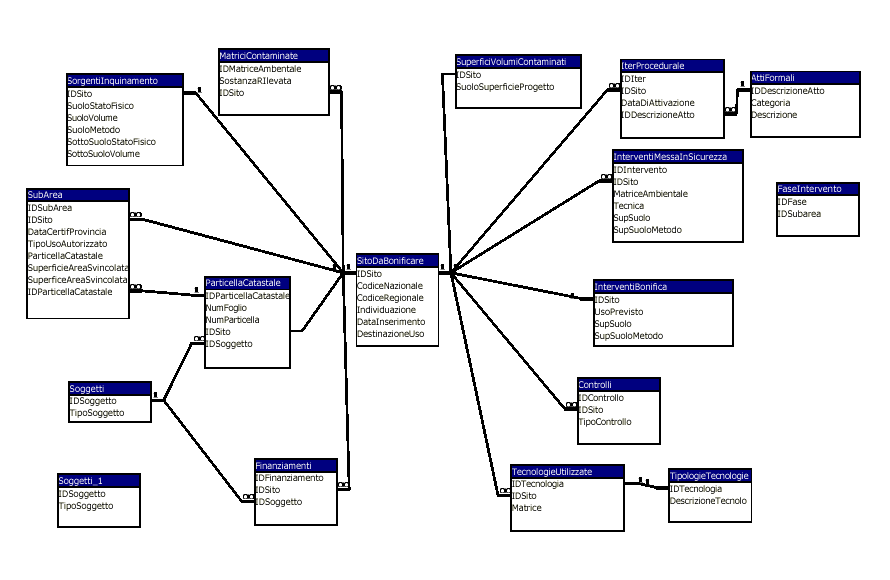 MatriciContaminate
IDMatriceAmbentale
SostanzaRIlevata
IDSito
SuperficiVolumiContaminati
IDSito
SuoloSuperficieProgetto
IterProcedurale
IDIter
IDSito
DataDiAttivazione
IDDescrizioneAtto
AttiFormali
IDDescrizioneAtto
Categoria
Descrizione
SorgentiInquinamento
IDSito
SuoloStatoFisico
SuoloVolume
SuoloMetodo
SottoSuoloStatoFisico
SottoSuoloVolume
InterventiMessaInSicurezza
IDIntervento
IDSito
MatriceAmbientale
Tecnica
SupSuolo
SupSuoloMetodo
FaseIntervento
IDFase
IDSubarea
SubArea
IDSubArea
IDSito
DataCertifProvincia
TipoUsoAutorizzato
ParticellaCatastale
SuperficieAreaSvincolata
SuperficeAreaSvincolata
IDParticellaCatastale
SitoDaBonificare
IDSito
CodiceNazionale
CodiceRegionale
Individuazione
DataInserimento
DestinazioneUso
ParticellaCatastale
IDParticellaCatastale
NumFoglio
NumParticella
IDSito
IDSoggetto
InterventiBonifica
IDSito
UsoPrevisto
SupSuolo
SupSuoloMetodo
Soggetti
IDSoggetto
TipoSoggetto
Controlli
IDControllo
IDSito
TipoControllo
Finanziamenti
IDFinanziamento
IDSito
IDSoggetto
TecnologieUtilizzate
IDTecnologia
IDSito
Matrice
TipologieTecnologie
IDTecnologia
DescrizioneTecnolo
Soggetti_1
IDSoggetto
TipoSoggetto